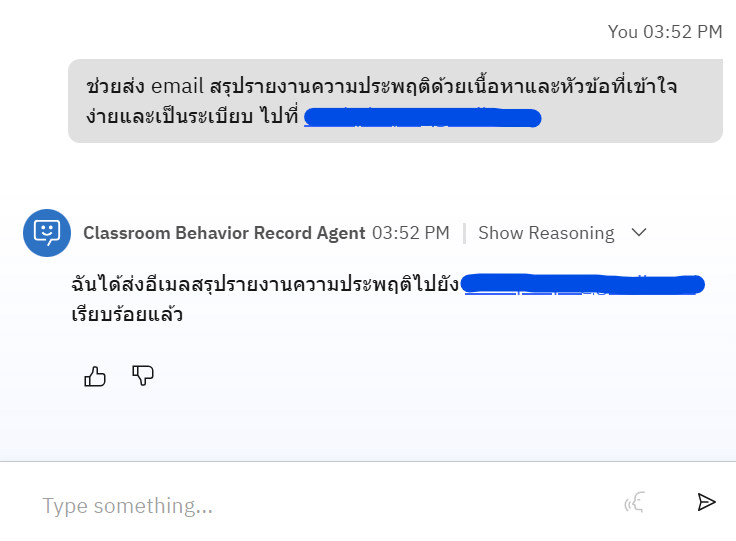 You 03:52 PM
ช่วยส่ง email สรุปรายงานความประพฤติด้วยเนื้อหาและหัวข้อที่เข้าใจ
ง่ายและเป็นระเบียบ ไปที่
Classroom Behavior Record Agent 03:52 PM | Show Reasoning
ฉันได้ส่งอีเมลสรุปรายงานความประพฤติไปยัง
เรียบร้อยแล้ว
Type something...